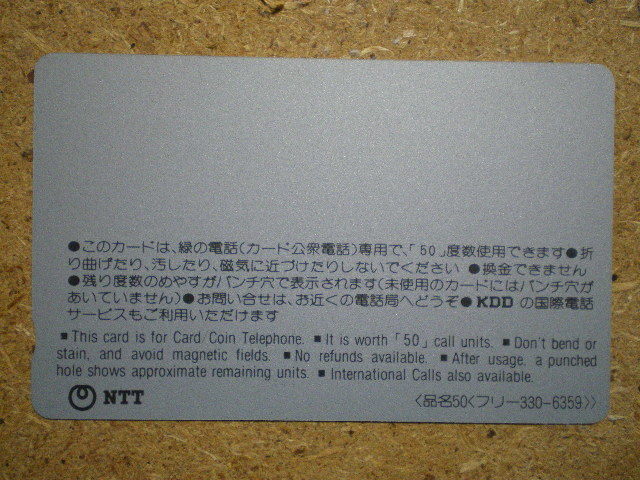 ●このカードは、緑の電話(カード公衆電話)専用で、「50」度数使用できます●折
り曲げたり、汚したり、磁気に近づけたりしないでください ●換金できません
●残り度数のめやすがパンチ穴で表示されます(未使用のカードにはパンチ穴が
あいていません)●お問い合せは、お近くの電話局へどうぞ● KDD の国際電話
サービスもご利用いただけます
■ This card is for Card/Coin Telephone. ■ It is worth「50」call units. ■ Don't bend or
stain, and avoid magnetic fields. ■ No refunds available. ■ After usage, a punched
hole shows approximate remaining units. ■ International Calls also available.
NTT
〈品名50〈フリー330-6359〉〉